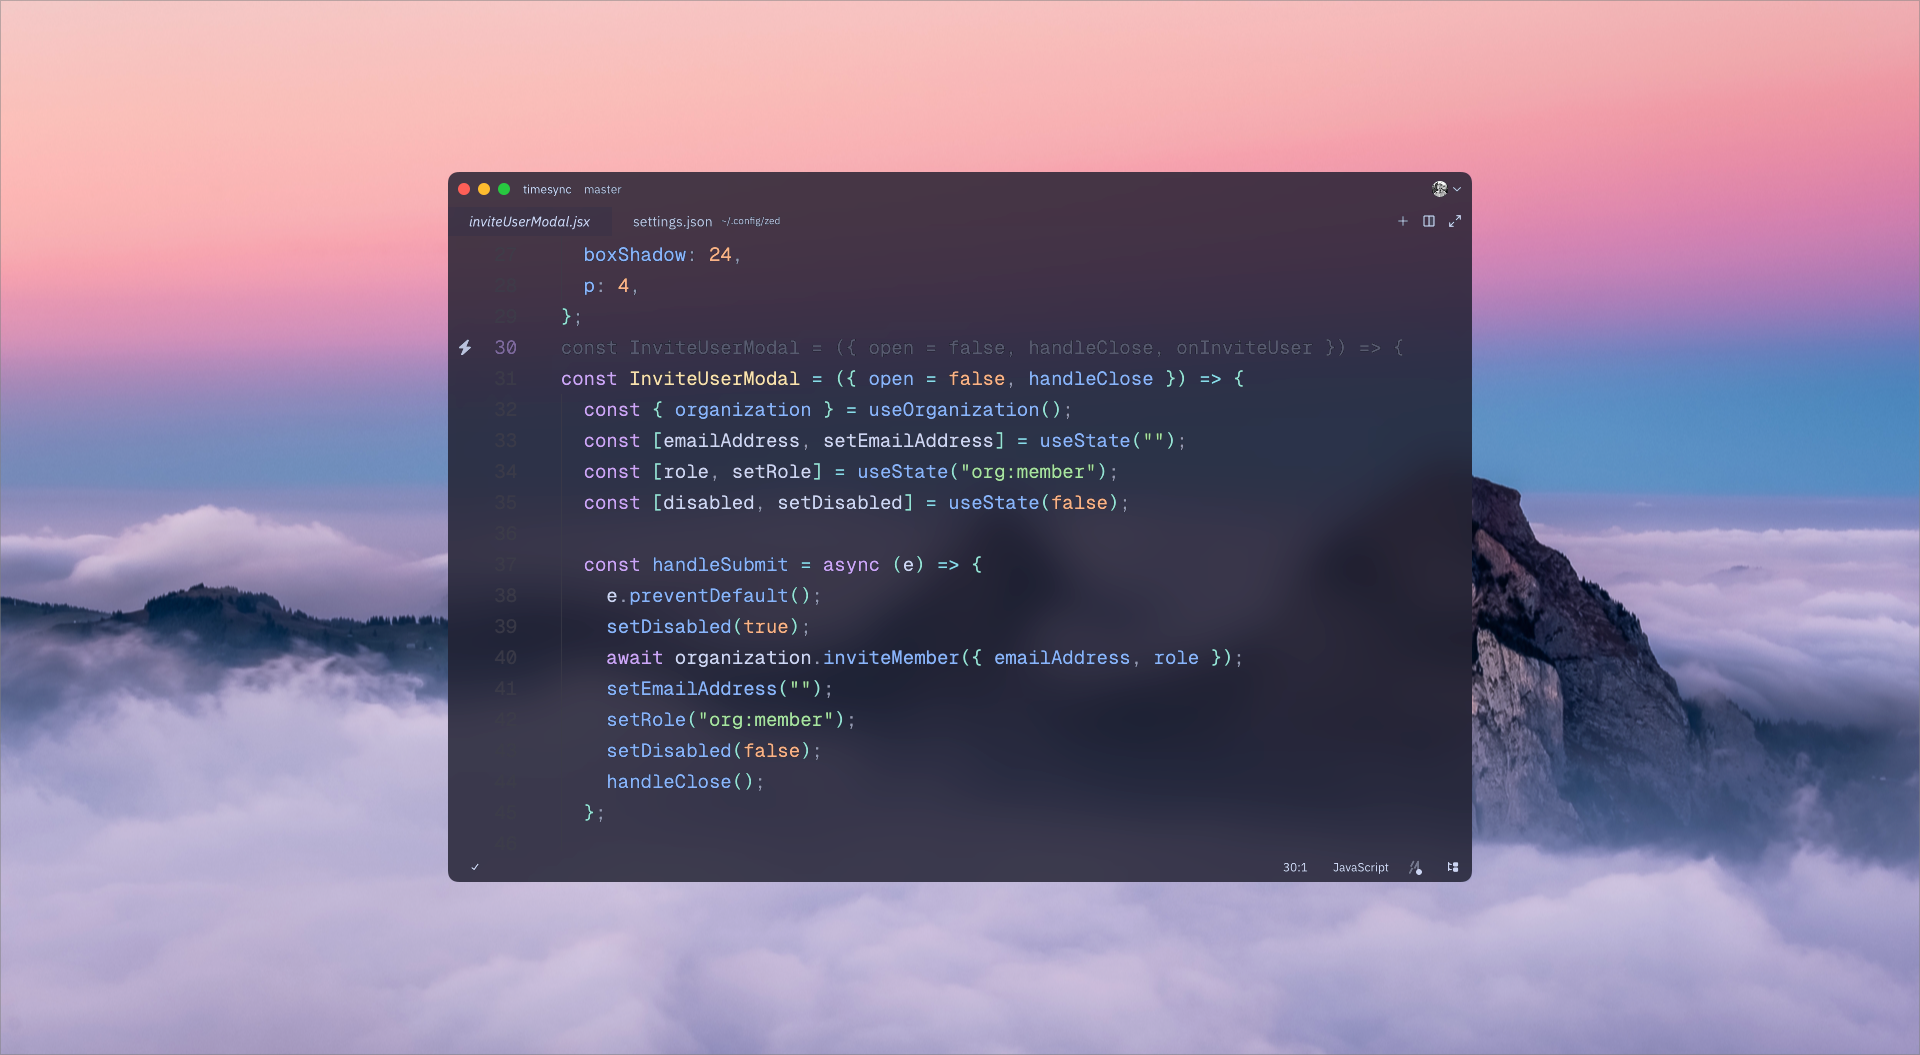 timesync master
inviteUserModal.jsx settings.json ~/.config/zed
boxShadow: 24,
p: 4,
29 };
30 const InviteUserModal = ({ open = false, handleClose, onInviteUser }) => {
31 const InviteUserModal = ({ open = false, handleClose }) => {
32 const { organization } = useOrganization();
33 const [emailAddress, setEmailAddress] = useState("");
34 const [role, setRole] = useState("org:member");
35 const [disabled, setDisabled] = useState(false);
36
37 const handleSubmit = async (e) => {
38 e.preventDefault();
39 setDisabled(true);
40 await organization.inviteMember({ emailAddress, role });
41 setEmailAddress("");
setRole("org:member");
setDisabled(false);
handleClose();
};
30:1 JavaScript